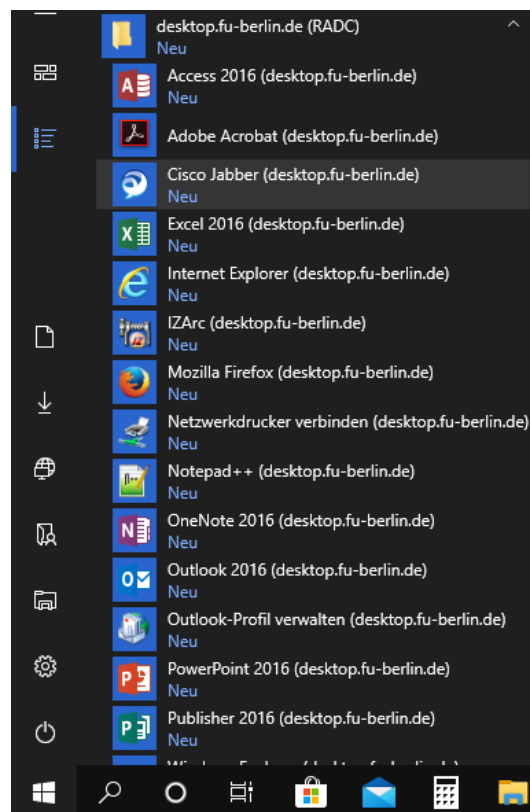 desktop.fu-berlin.de (RADC)
Neu
Access 2016 (desktop.fu-berlin.de)
Neu
Adobe Acrobat (desktop.fu-berlin.de)
Cisco Jabber (desktop.fu-berlin.de)
Neu
Excel 2016 (desktop.fu-berlin.de)
Neu
Internet Explorer (desktop.fu-berlin.de)
Neu
IZArc (desktop.fu-berlin.de)
Neu
Mozilla Firefox (desktop.fu-berlin.de)
Neu
Netzwerkdrucker verbinden (desktop.fu-berlin.de)
Neu
Notepad++ (desktop.fu-berlin.de)
Neu
OneNote 2016 (desktop.fu-berlin.de)
Neu
Outlook 2016 (desktop.fu-berlin.de)
Neu
Outlook-Profil verwalten (desktop.fu-berlin.de)
Neu
PowerPoint 2016 (desktop.fu-berlin.de)
Neu
Publisher 2016 (desktop.fu-berlin.de)
Neu